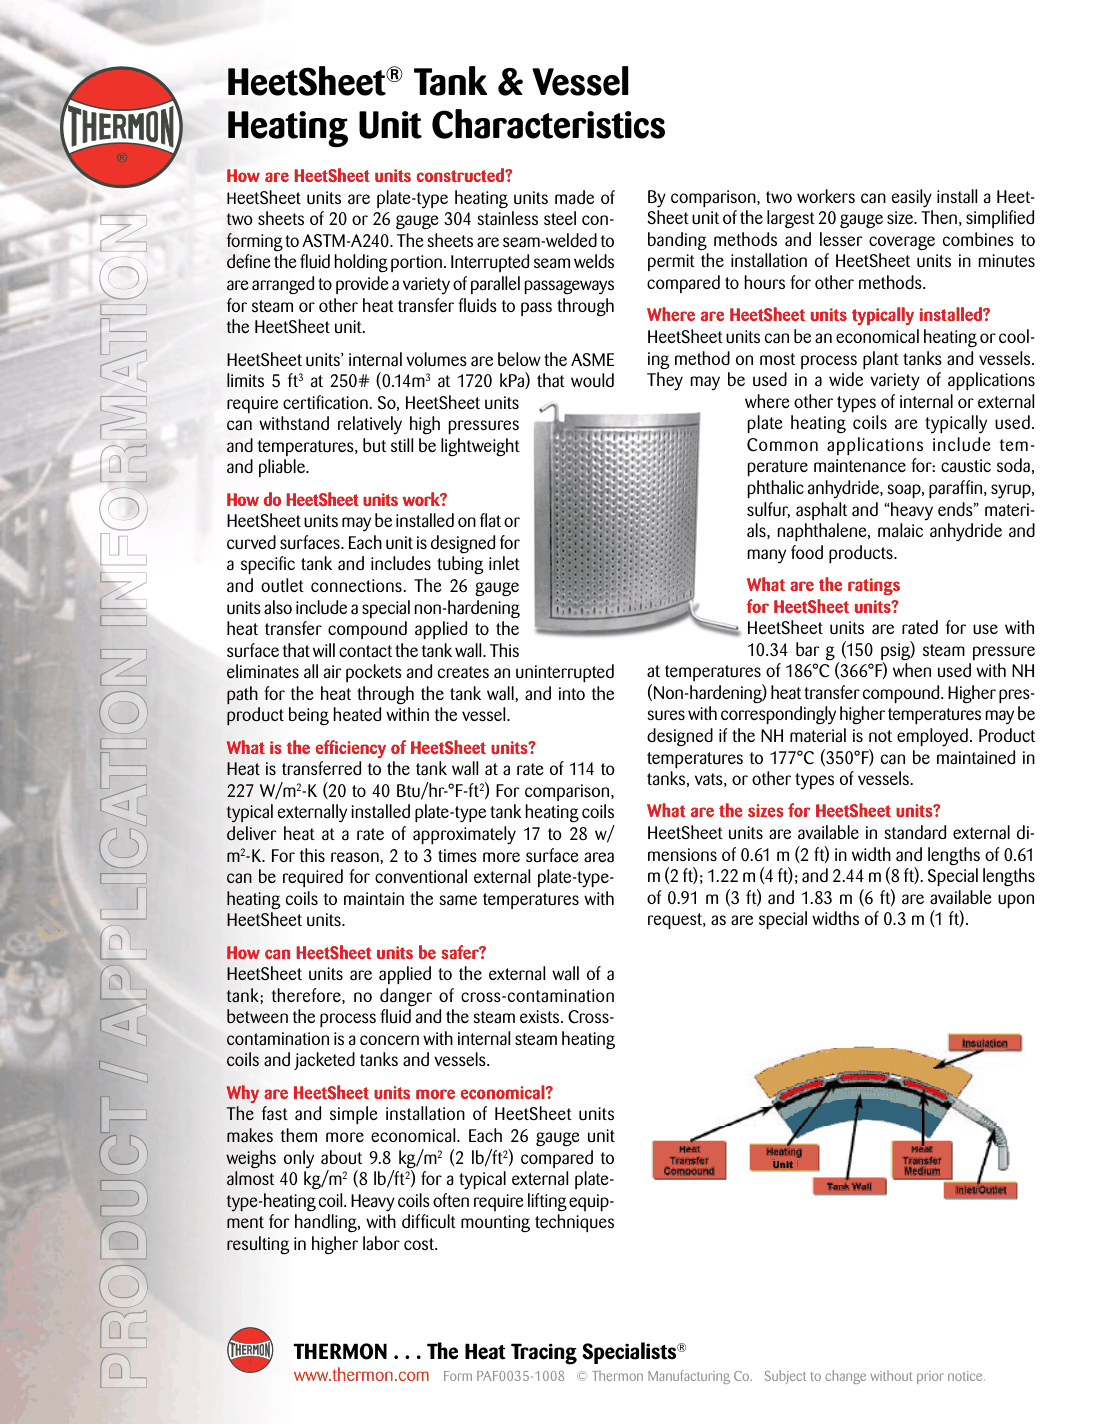 PRODUCT / APPLICATION INFORMATION
THERMON
®
HeetSheet® Tank & Vessel
Heating Unit Characteristics
How are HeetSheet units constructed?
HeetSheet units are plate-type heating units made of
two sheets of 20 or 26 gauge 304 stainless steel con-
forming to ASTM-A240. The sheets are seam-welded to
define the fluid holding portion. Interrupted seam welds
are arranged to provide a variety of parallel passageways
for steam or other heat transfer fluids to pass through
the HeetSheet unit.
HeetSheet units’ internal volumes are below the ASME
limits 5 ft³ at 250# (0.14m³ at 1720 kPa) that would
require certification. So, HeetSheet units
can withstand relatively high pressures
and temperatures, but still be lightweight
and pliable.
How do HeetSheet units work?
HeetSheet units may be installed on flat or
curved surfaces. Each unit is designed for
a specific tank and includes tubing inlet
and outlet connections. The 26 gauge
units also include a special non-hardening
heat transfer compound applied to the
surface that will contact the tank wall. This
eliminates all air pockets and creates an uninterrupted
path for the heat through the tank wall, and into the
product being heated within the vessel.
What is the efficiency of HeetSheet units?
Heat is transferred to the tank wall at a rate of 114 to
227 W/m²-K (20 to 40 Btu/hr-°F-ft²) For comparison,
typical externally installed plate-type tank heating coils
deliver heat at a rate of approximately 17 to 28 w/
m²-K. For this reason, 2 to 3 times more surface area
can be required for conventional external plate-type-
heating coils to maintain the same temperatures with
HeetSheet units.
How can HeetSheet units be safer?
HeetSheet units are applied to the external wall of a
tank; therefore, no danger of cross-contamination
between the process fluid and the steam exists. Cross-
contamination is a concern with internal steam heating
coils and jacketed tanks and vessels.
Why are HeetSheet units more economical?
The fast and simple installation of HeetSheet units
makes them more economical. Each 26 gauge unit
weighs only about 9.8 kg/m² (2 lb/ft²) compared to
almost 40 kg/m² (8 lb/ft²) for a typical external plate-
type-heating coil. Heavy coils often require lifting equip-
ment for handling, with difficult mounting techniques
resulting in higher labor cost.
By comparison, two workers can easily install a Heet-
Sheet unit of the largest 20 gauge size. Then, simplified
banding methods and lesser coverage combines to
permit the installation of HeetSheet units in minutes
compared to hours for other methods.
Where are HeetSheet units typically installed?
HeetSheet units can be an economical heating or cool-
ing method on most process plant tanks and vessels.
They may be used in a wide variety of applications
where other types of internal or external
plate heating coils are typically used.
Common applications include tem-
perature maintenance for: caustic soda,
phthalic anhydride, soap, paraffin, syrup,
sulfur, asphalt and “heavy ends” materi-
als, naphthalene, malaic anhydride and
many food products.
What are the ratings
for HeetSheet units?
HeetSheet units are rated for use with
10.34 bar g (150 psig) steam pressure
at temperatures of 186°C (366°F) when used with NH
(Non-hardening) heat transfer compound. Higher pres-
sures with correspondingly higher temperatures may be
designed if the NH material is not employed. Product
temperatures to 177°C (350°F) can be maintained in
tanks, vats, or other types of vessels.
What are the sizes for HeetSheet units?
HeetSheet units are available in standard external di-
mensions of 0.61 m (2 ft) in width and lengths of 0.61
m (2 ft); 1.22 m (4 ft); and 2.44 m (8 ft). Special lengths
of 0.91 m (3 ft) and 1.83 m (6 ft) are available upon
request, as are special widths of 0.3 m (1 ft).
Insulation
Heat
Transfer
Compound
Heating
Unit
Tank Wall
Heat
Transfer
Medium
Inlet/Outlet
THERMON
THERMON . . . The Heat Tracing Specialists®
www.thermon.com Form PAF0035-1008 © Thermon Manufacturing Co. Subject to change without prior notice.